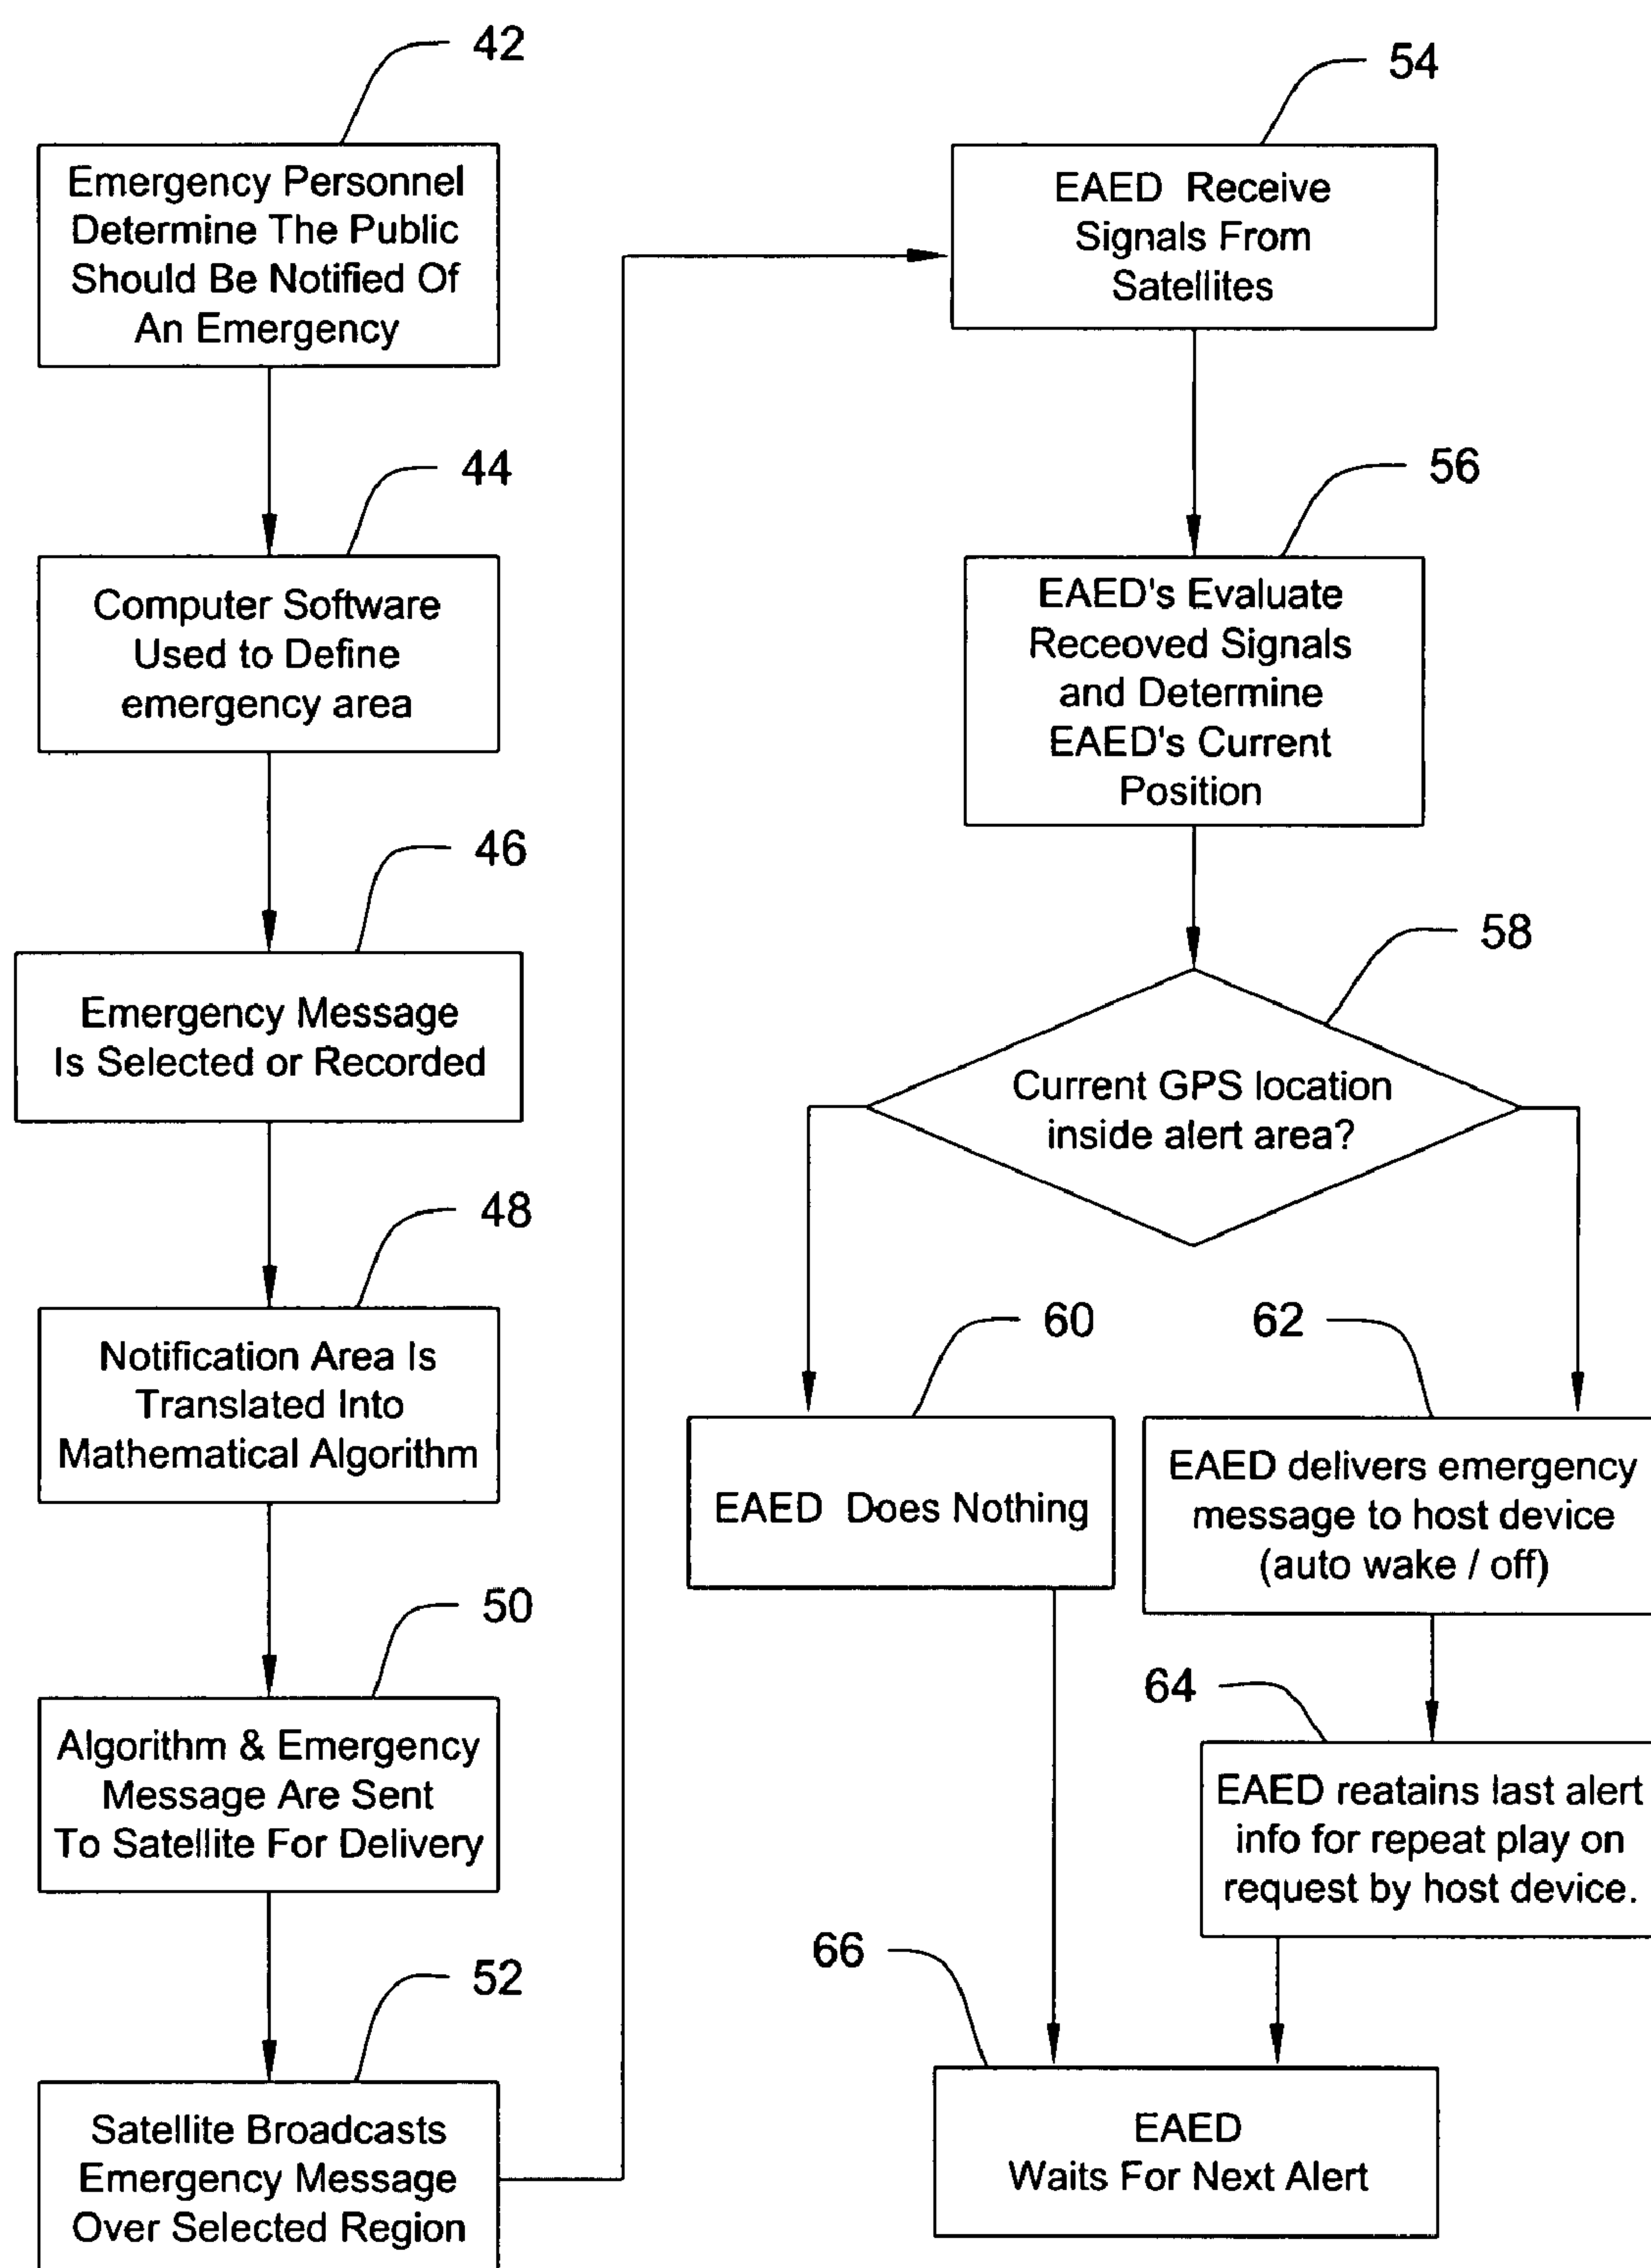 42
Emergency Personnel
Determine The Public
Should Be Notified Of
An Emergency
44
Computer Software
Used to Define
emergency area
46
Emergency Message
Is Selected or Recorded
48
Notification Area Is
Translated Into
Mathematical Algorithm
50
Algorithm & Emergency
Message Are Sent
To Satellite For Delivery
52
Satellite Broadcasts
Emergency Message
Over Selected Region
54
EAED Receive
Signals From
Satellites
56
EAED's Evaluate
Receoved Signals
and Determine
EAED's Current
Position
58
Current GPS location
inside alert area?
60
EAED Does Nothing
62
EAED delivers emergency
message to host device
(auto wake / off)
64
EAED reatains last alert
info for repeat play on
request by host device.
66
EAED
Waits For Next Alert